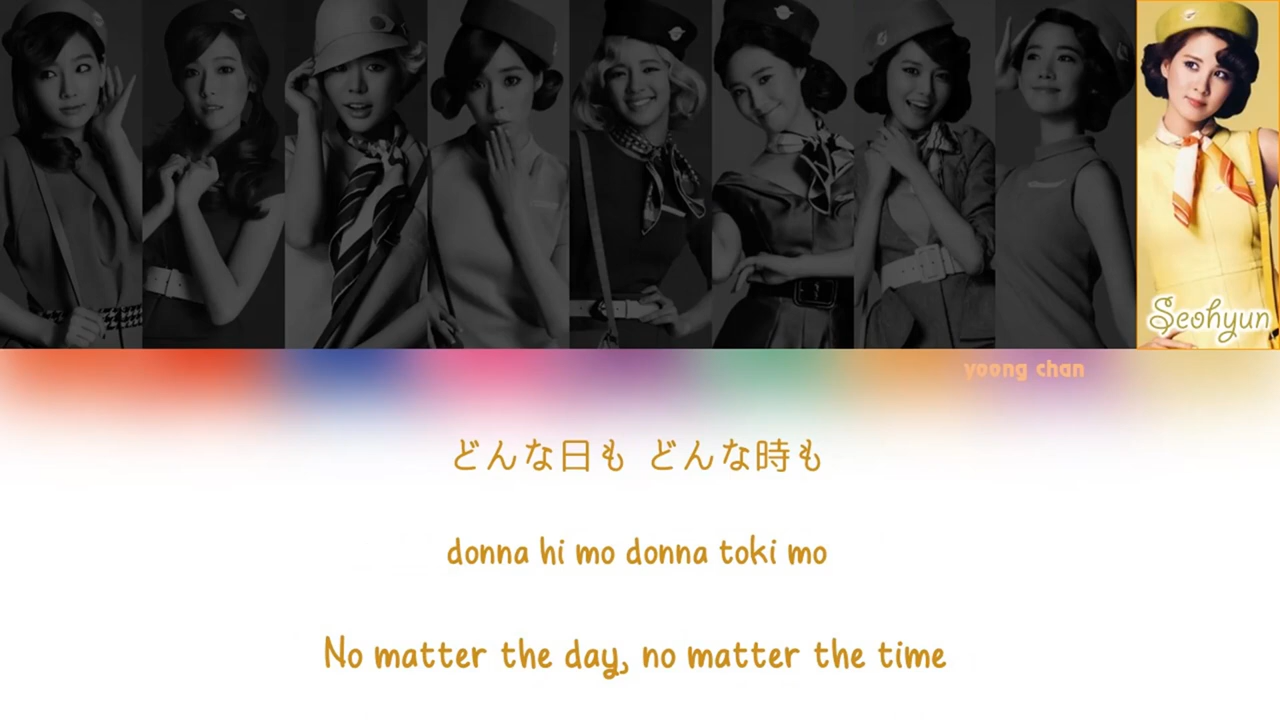 Seohyun
yoong chan
どんな日も どんな時も
donna hi mo donna toki mo
No matter the day, no matter the time